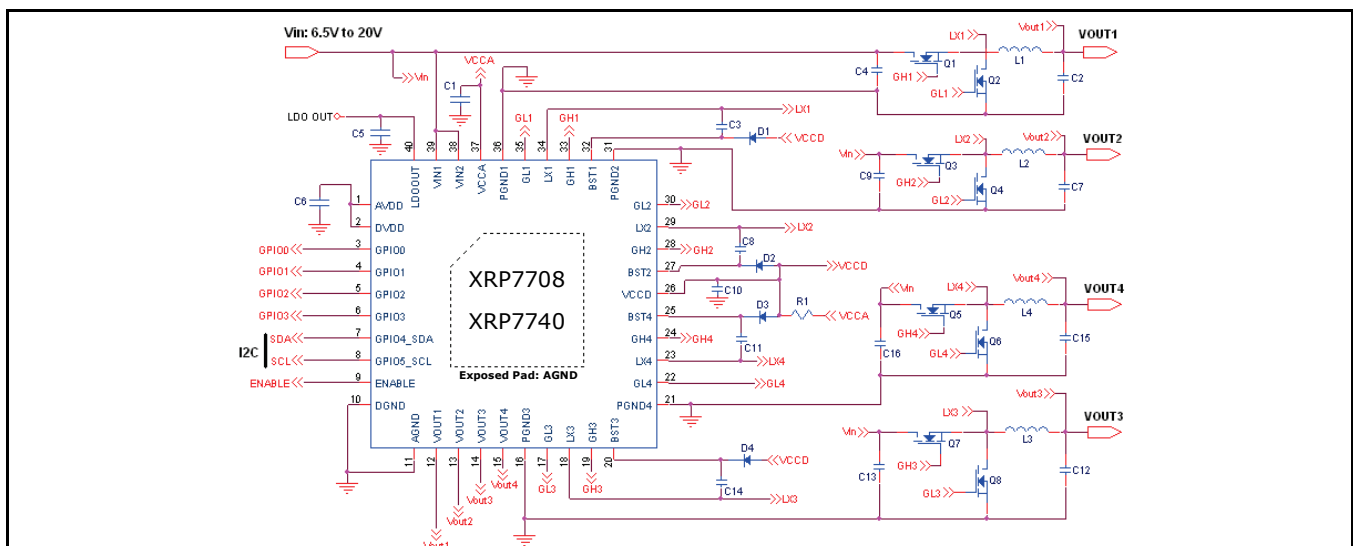 Vin: 6.5V to 20V
VCCA
Vin
C1
LDO OUT
C5
GL1
GH1
LX1
C3
D1
VCCD
C4
GH1
Q1
LX1
GL1
Q2
L1
Vout1
C2
VOUT1
40
39
38
37
36
35
34
33
32
31
LDOOUT
VIN1
VIN2
VCCA
PGND1
GL1
LX1
GH1
BST1
PGND2
Vin
C9
GH2
Q3
LX2
GL2
Q4
L2
Vout2
C7
VOUT2
C6
1 AVDD
2 DVDD
GPIO0 3 GPIO0
GPIO1 4 GPIO1
GPIO2 5 GPIO2
GPIO3 6 GPIO3
I2C
SDA 7 GPIO4_SDA
SCL 8 GPIO5_SCL
ENABLE 9 ENABLE
10 DGND
XRP7708
XRP7740
Exposed Pad: AGND
GL2 30 GL2
LX2 29 LX2
GH2 28 GH2
BST2 27
VCCD 26
BST4 25
GH4 24 GH4
LX4 23 LX4
GL4 22 GL4
PGND4 21
C8
D2
VCCD
C10
D3
R1
VCCA
C11
Vin
C16
GH4
Q5
LX4
GL4
Q6
L4
Vout4
C15
VOUT4
AGND
VOUT1
VOUT2
VOUT3
VOUT4
PGND3
GL3
LX3
GH3
BST3
11
12
13
14
15
16
17
18
19
20
Vout1
Vout2
Vout3
Vout4
GL3
GH3
D4
VCCD
C14
LX3
Vin
C13
GH3
Q7
LX3
GL3
Q8
L3
Vout3
C12
VOUT3